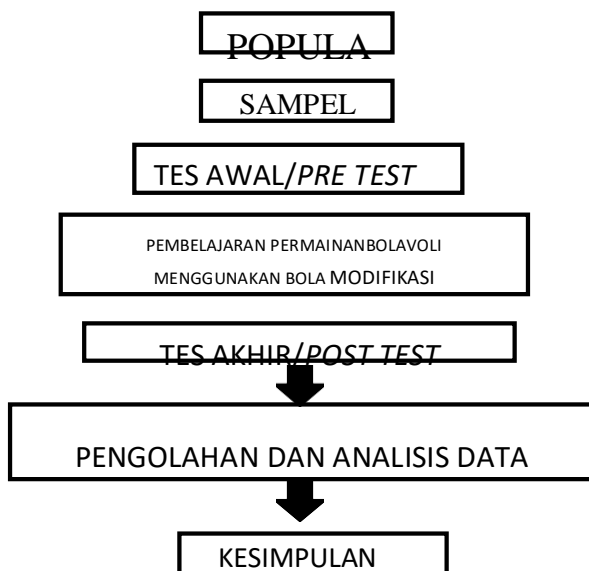 POPULA
SAMPEL
TES AWAL/PRE TEST
PEMBELAJARAN PERMAINANBOLAVOLI
MENGGUNAKAN BOLA MODIFIKASI
TES AKHIR/POST TEST
PENGOLAHAN DAN ANALISIS DATA
KESIMPULAN